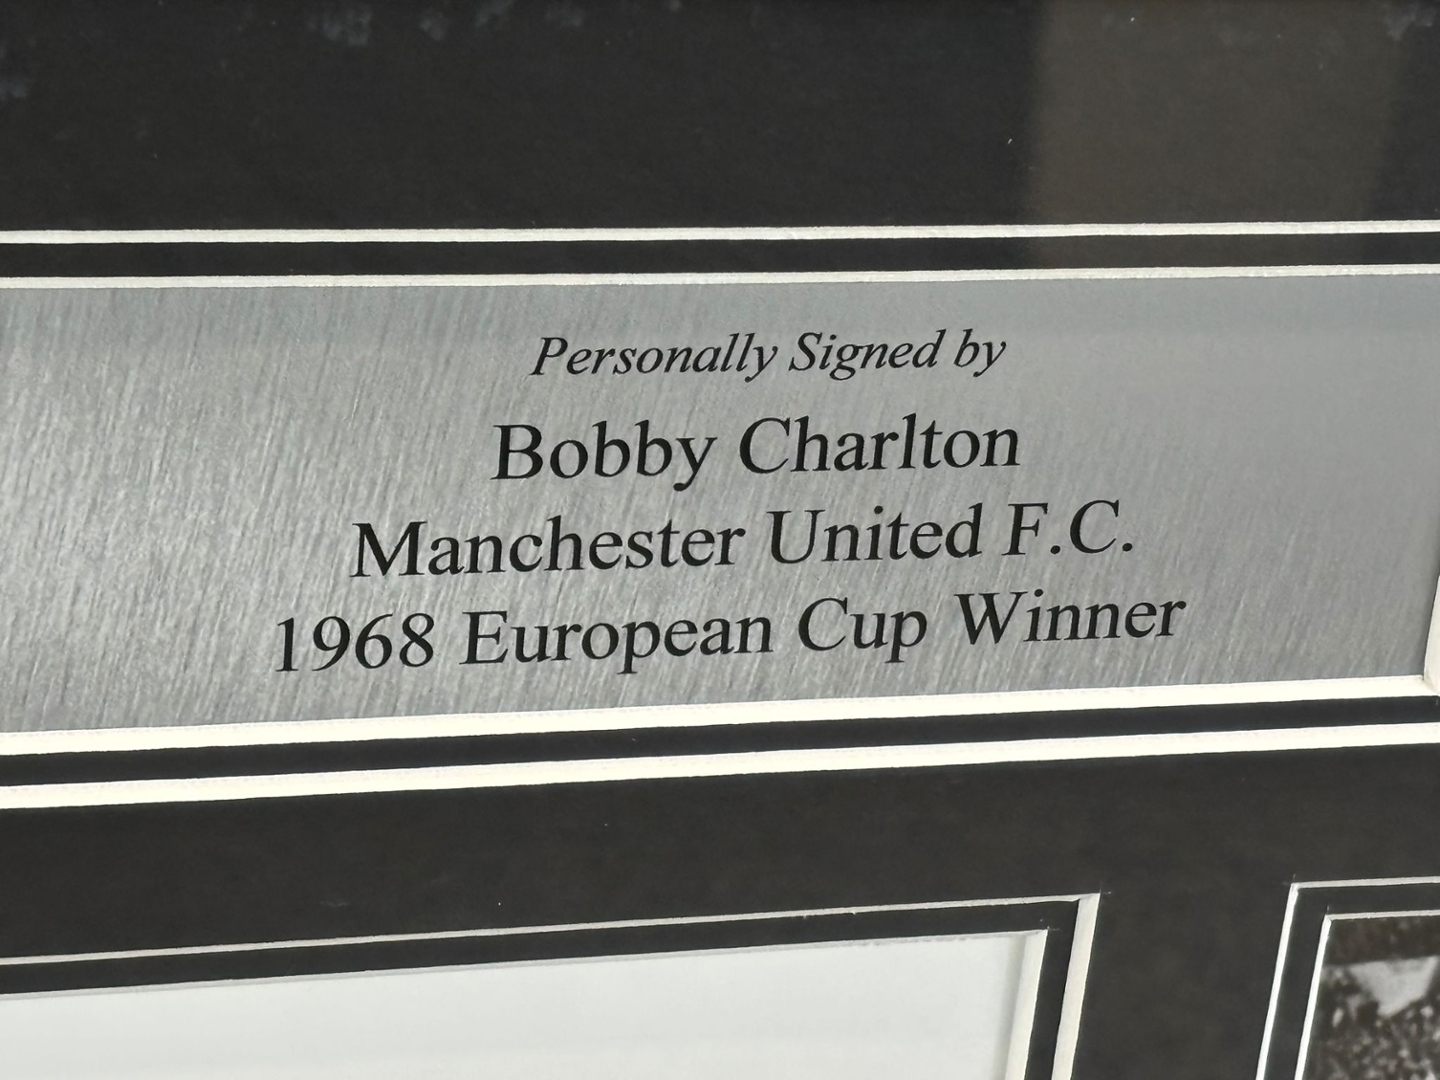 Personally Signed by
Bobby Charlton
Manchester United F.C.
1968 European Cup Winner